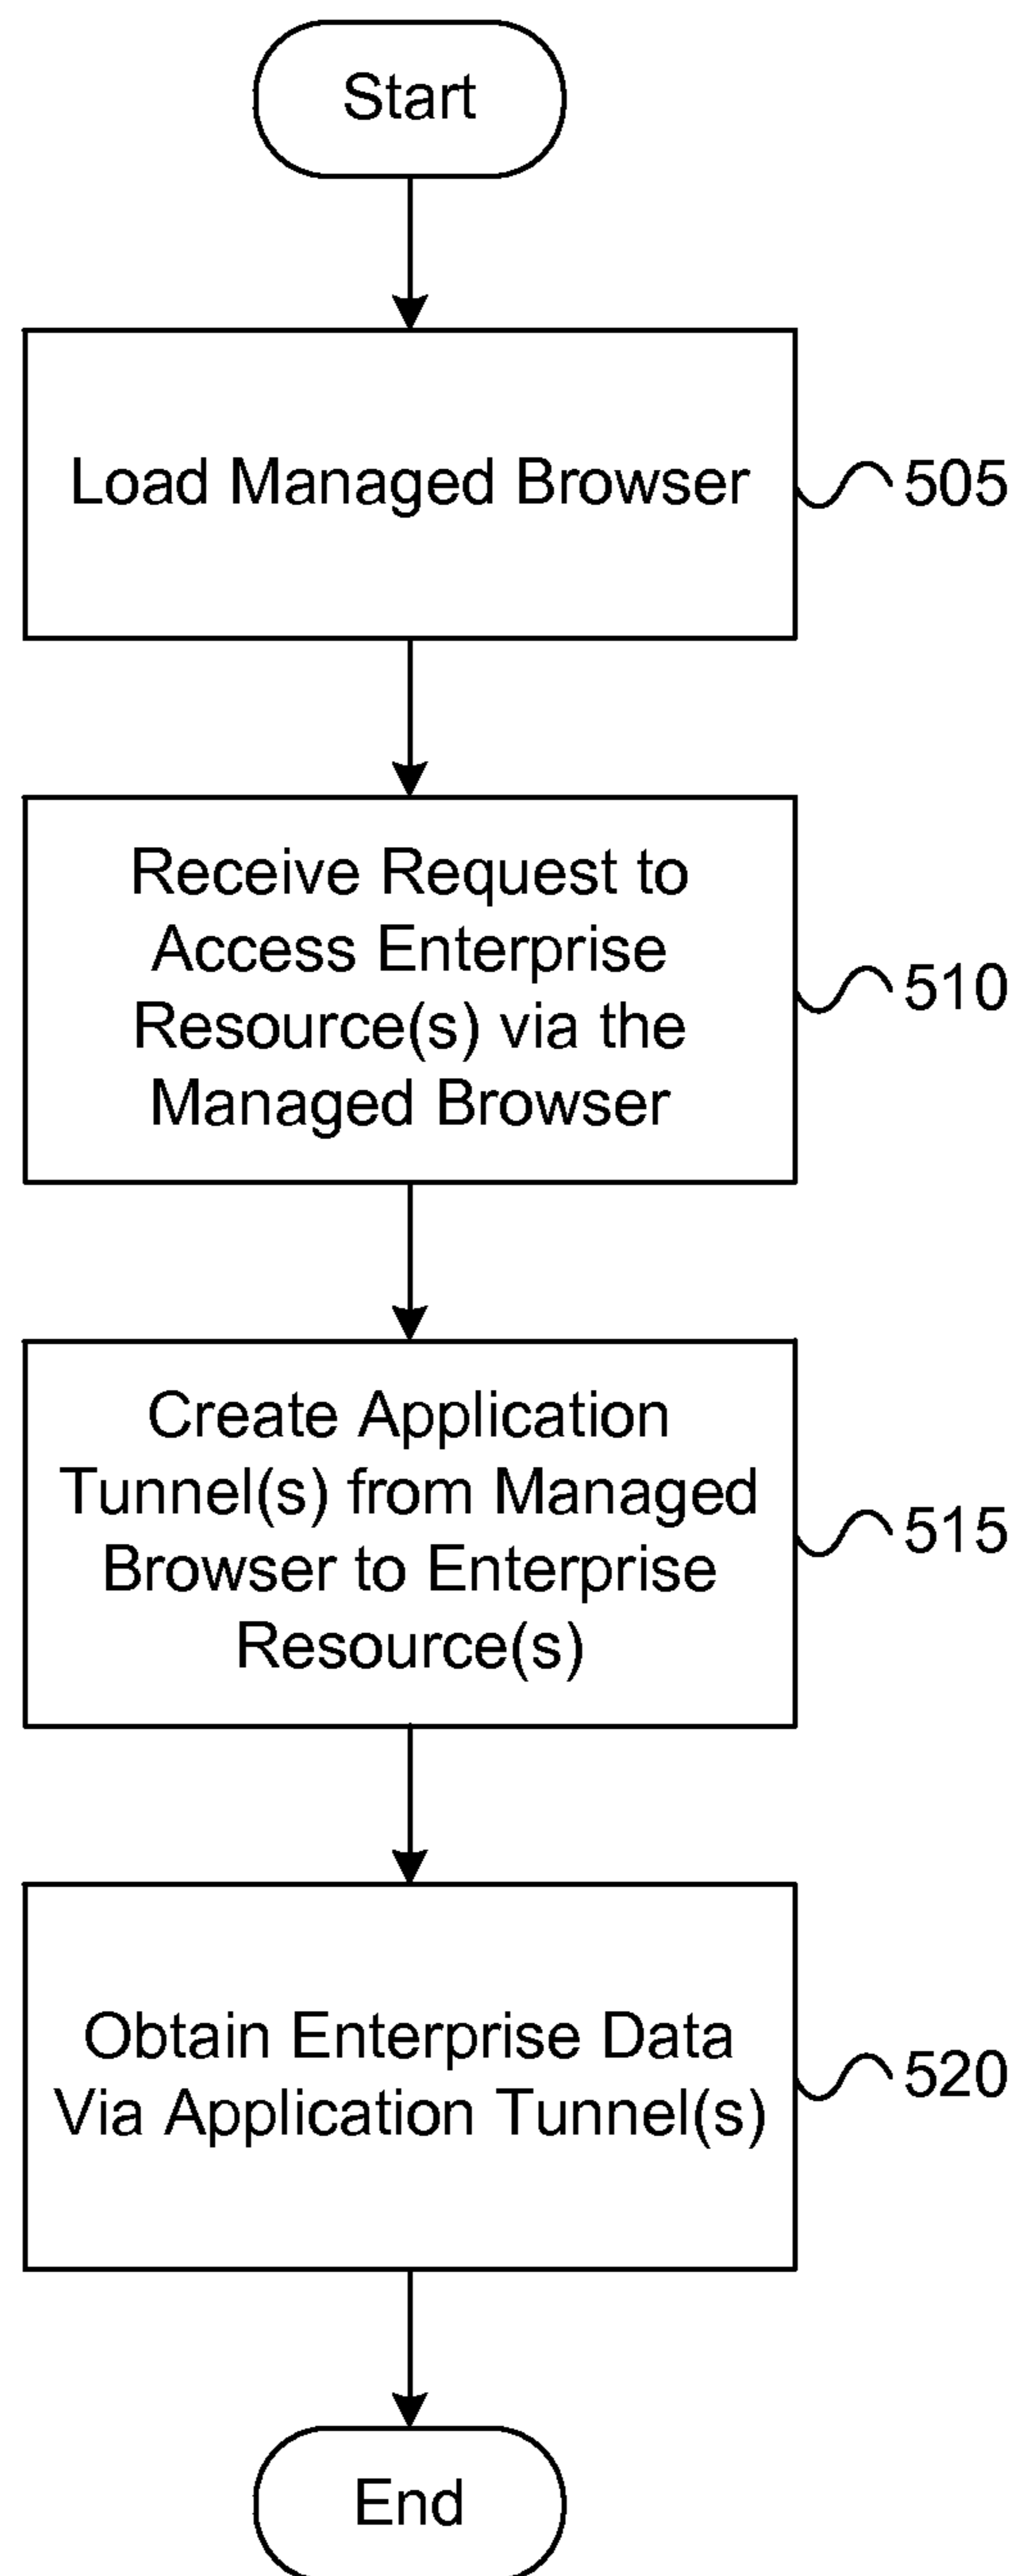 Start
Load Managed Browser
505
Receive Request to
Access Enterprise
Resource(s) via the
Managed Browser
510
Create Application
Tunnel(s) from Managed
Browser to Enterprise
Resource(s)
515
Obtain Enterprise Data
Via Application Tunnel(s)
520
End